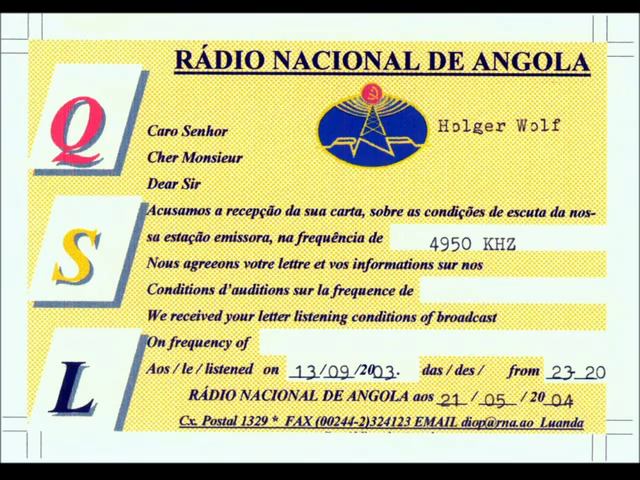 RÁDIO NACIONAL DE ANGOLA
Q
S
L
Holger Wolf
Caro Senhor
Cher Monsieur
Dear Sir
Acusamos a recepção da sua carta, sobre as condições de escuta da nos-
sa estação emissora, na frequência de 4950 KHZ
Nous agreeons votre lettre et vos informations sur nos
Conditions d'auditions sur la frequence de
We received your letter listening conditions of broadcast
On frequency of
Aos / le / listened on 13/09/2003. das / des / from 23-20
RÁDIO NACIONAL DE ANGOLA aos 21 / 05 / 2004
Cx. Postal 1329 * FAX (00244-2)324123 EMAIL diop@rna.ao Luanda